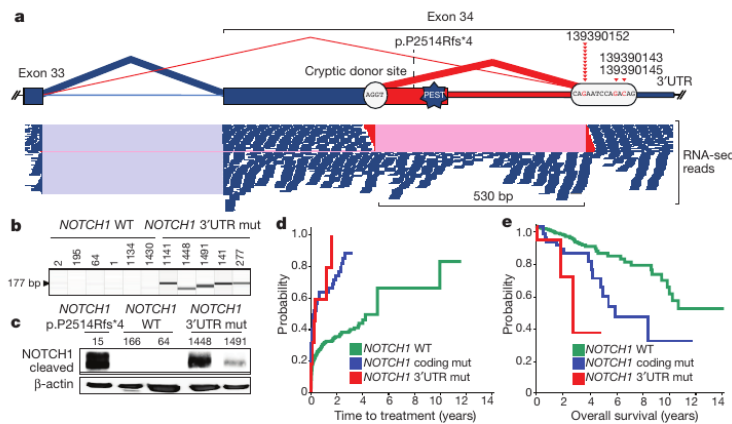 a
Exon 34
p.P2514Rfs*4
139390152
139390143
139390145
Exon 33
Cryptic donor site
3′UTR
AGGT
PEST
CAGAATCCAGACAG
RNA-seq
reads
530 bp
b
NOTCH1 WT
NOTCH1 3′UTR mut
2
195
64
1
1134
1430
1141
1448
1491
141
277
177 bp
c
NOTCH1
p.P2514Rfs*4
NOTCH1
WT
NOTCH1
3′UTR mut
15
166
64
1448
1491
NOTCH1
cleaved
β-actin
d
Probability
1.0
0.8
0.6
0.4
0.2
0
NOTCH1 WT
NOTCH1 coding mut
NOTCH1 3′UTR mut
0 2 4 6 8 10 12 14
Time to treatment (years)
e
Probability
1.0
0.8
0.6
0.4
0.2
0
NOTCH1 WT
NOTCH1 coding mut
NOTCH1 3′UTR mut
0 2 4 6 8 10 12 14
Overall survival (years)